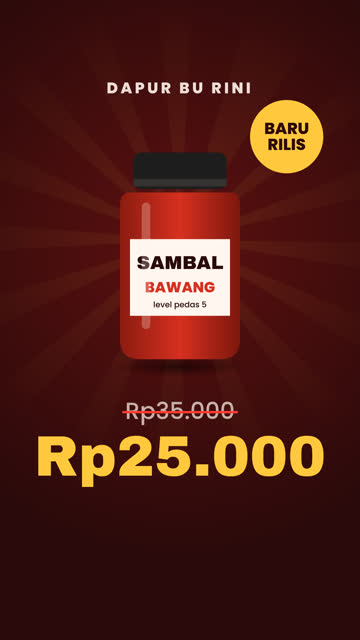 DAPUR BU RINI
BARU
RILIS
SAMBAL
BAWANG
level pedas 5
Rp35.000
Rp25.000